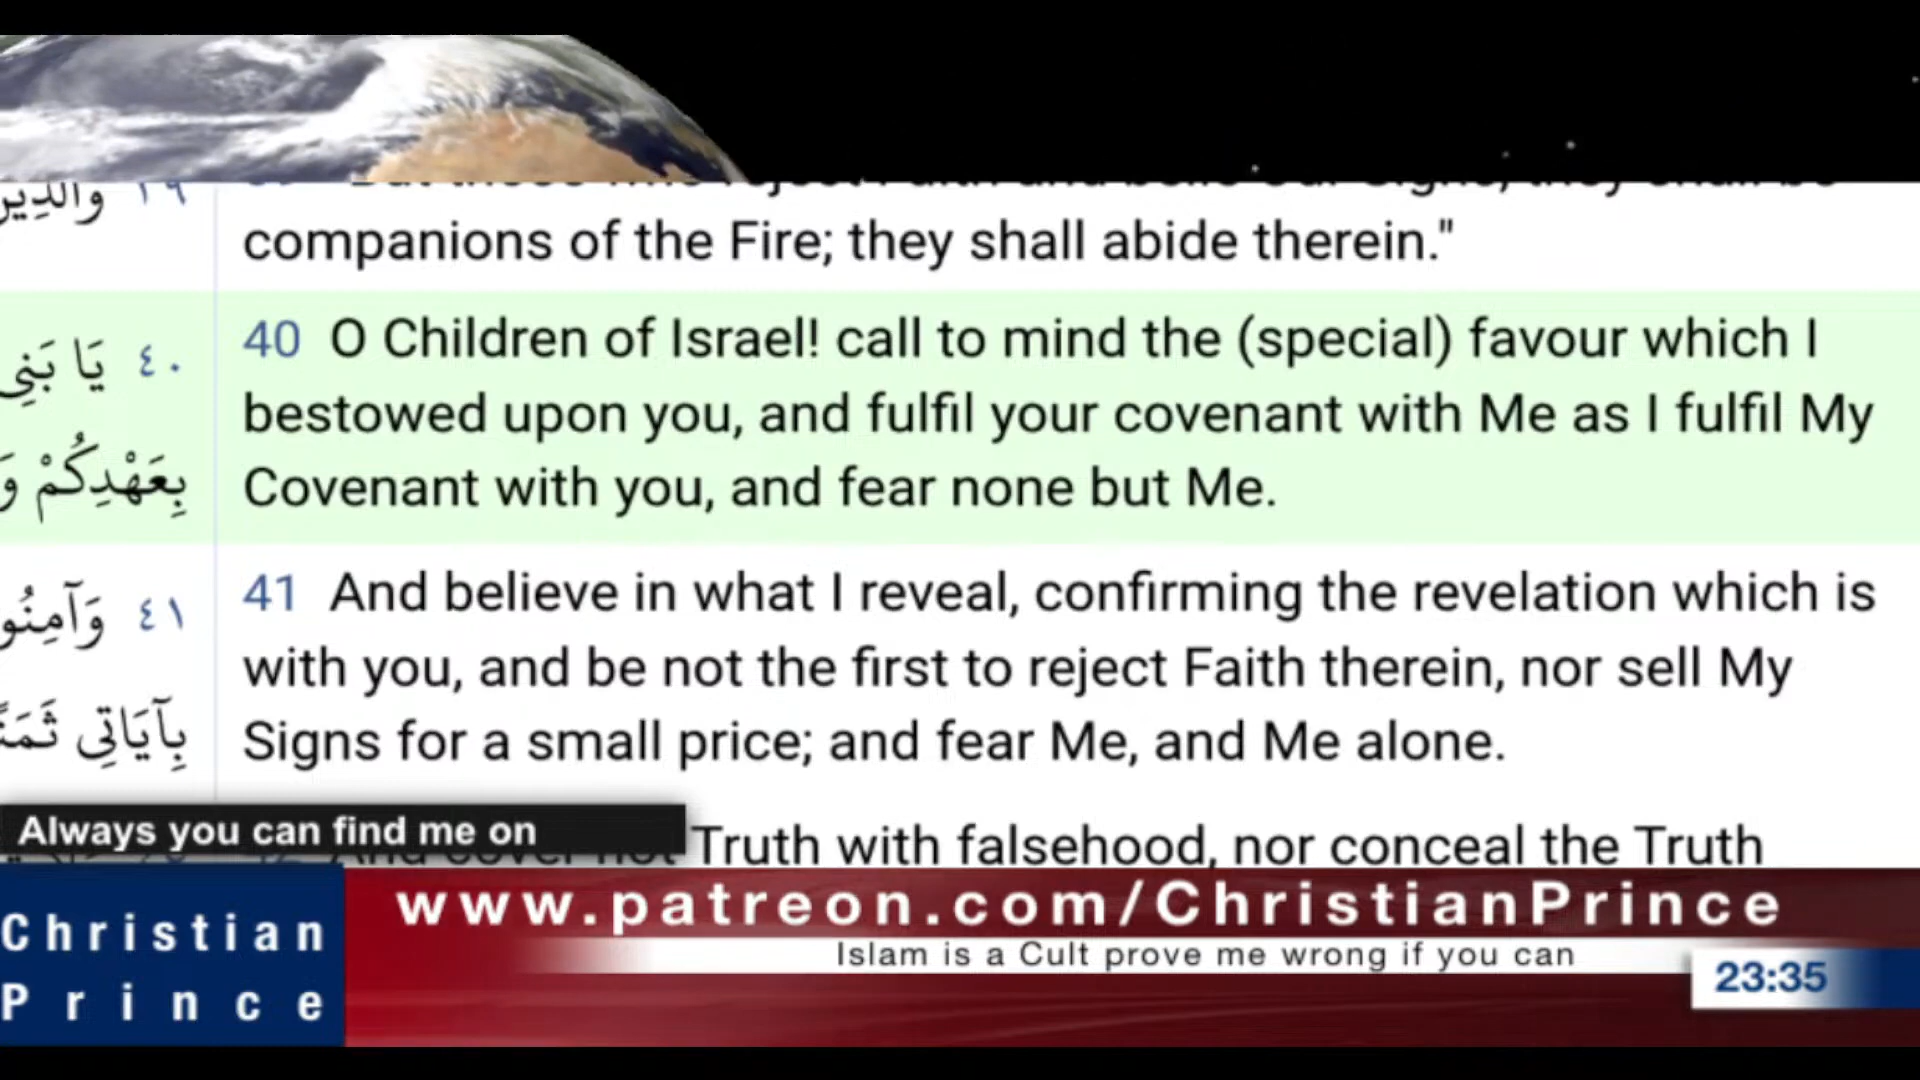 companions of the Fire; they shall abide therein."
٤٠ يَا بَنِي
40 O Children of Israel! call to mind the (special) favour which I
bestowed upon you, and fulfil your covenant with Me as I fulfil My
بِعَهْدِكُمْ وَ
Covenant with you, and fear none but Me.
٤١
41 And believe in what I reveal, confirming the revelation which is
with you, and be not the first to reject Faith therein, nor sell My
بِآيَاتِي
Signs for a small price; and fear Me, and Me alone.
Always you can find me on
Truth with falsehood, nor conceal the Truth
www.patreon.com/ChristianPrince
Christian
Prince
Islam is a Cult prove me wrong if you can
23:35